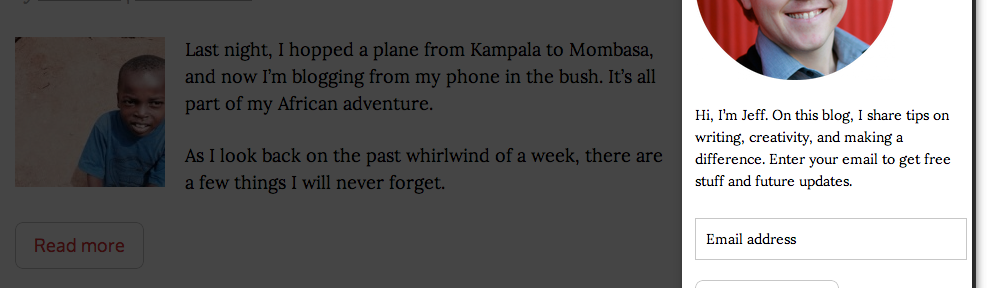 Last night, I hopped a plane from Kampala to Mombasa,
and now I'm blogging from my phone in the bush. It's all
part of my African adventure.
As I look back on the past whirlwind of a week, there are
a few things I will never forget.
Read more
Hi, I'm Jeff. On this blog, I share tips on
writing, creativity, and making a
difference. Enter your email to get free
stuff and future updates.
Email address